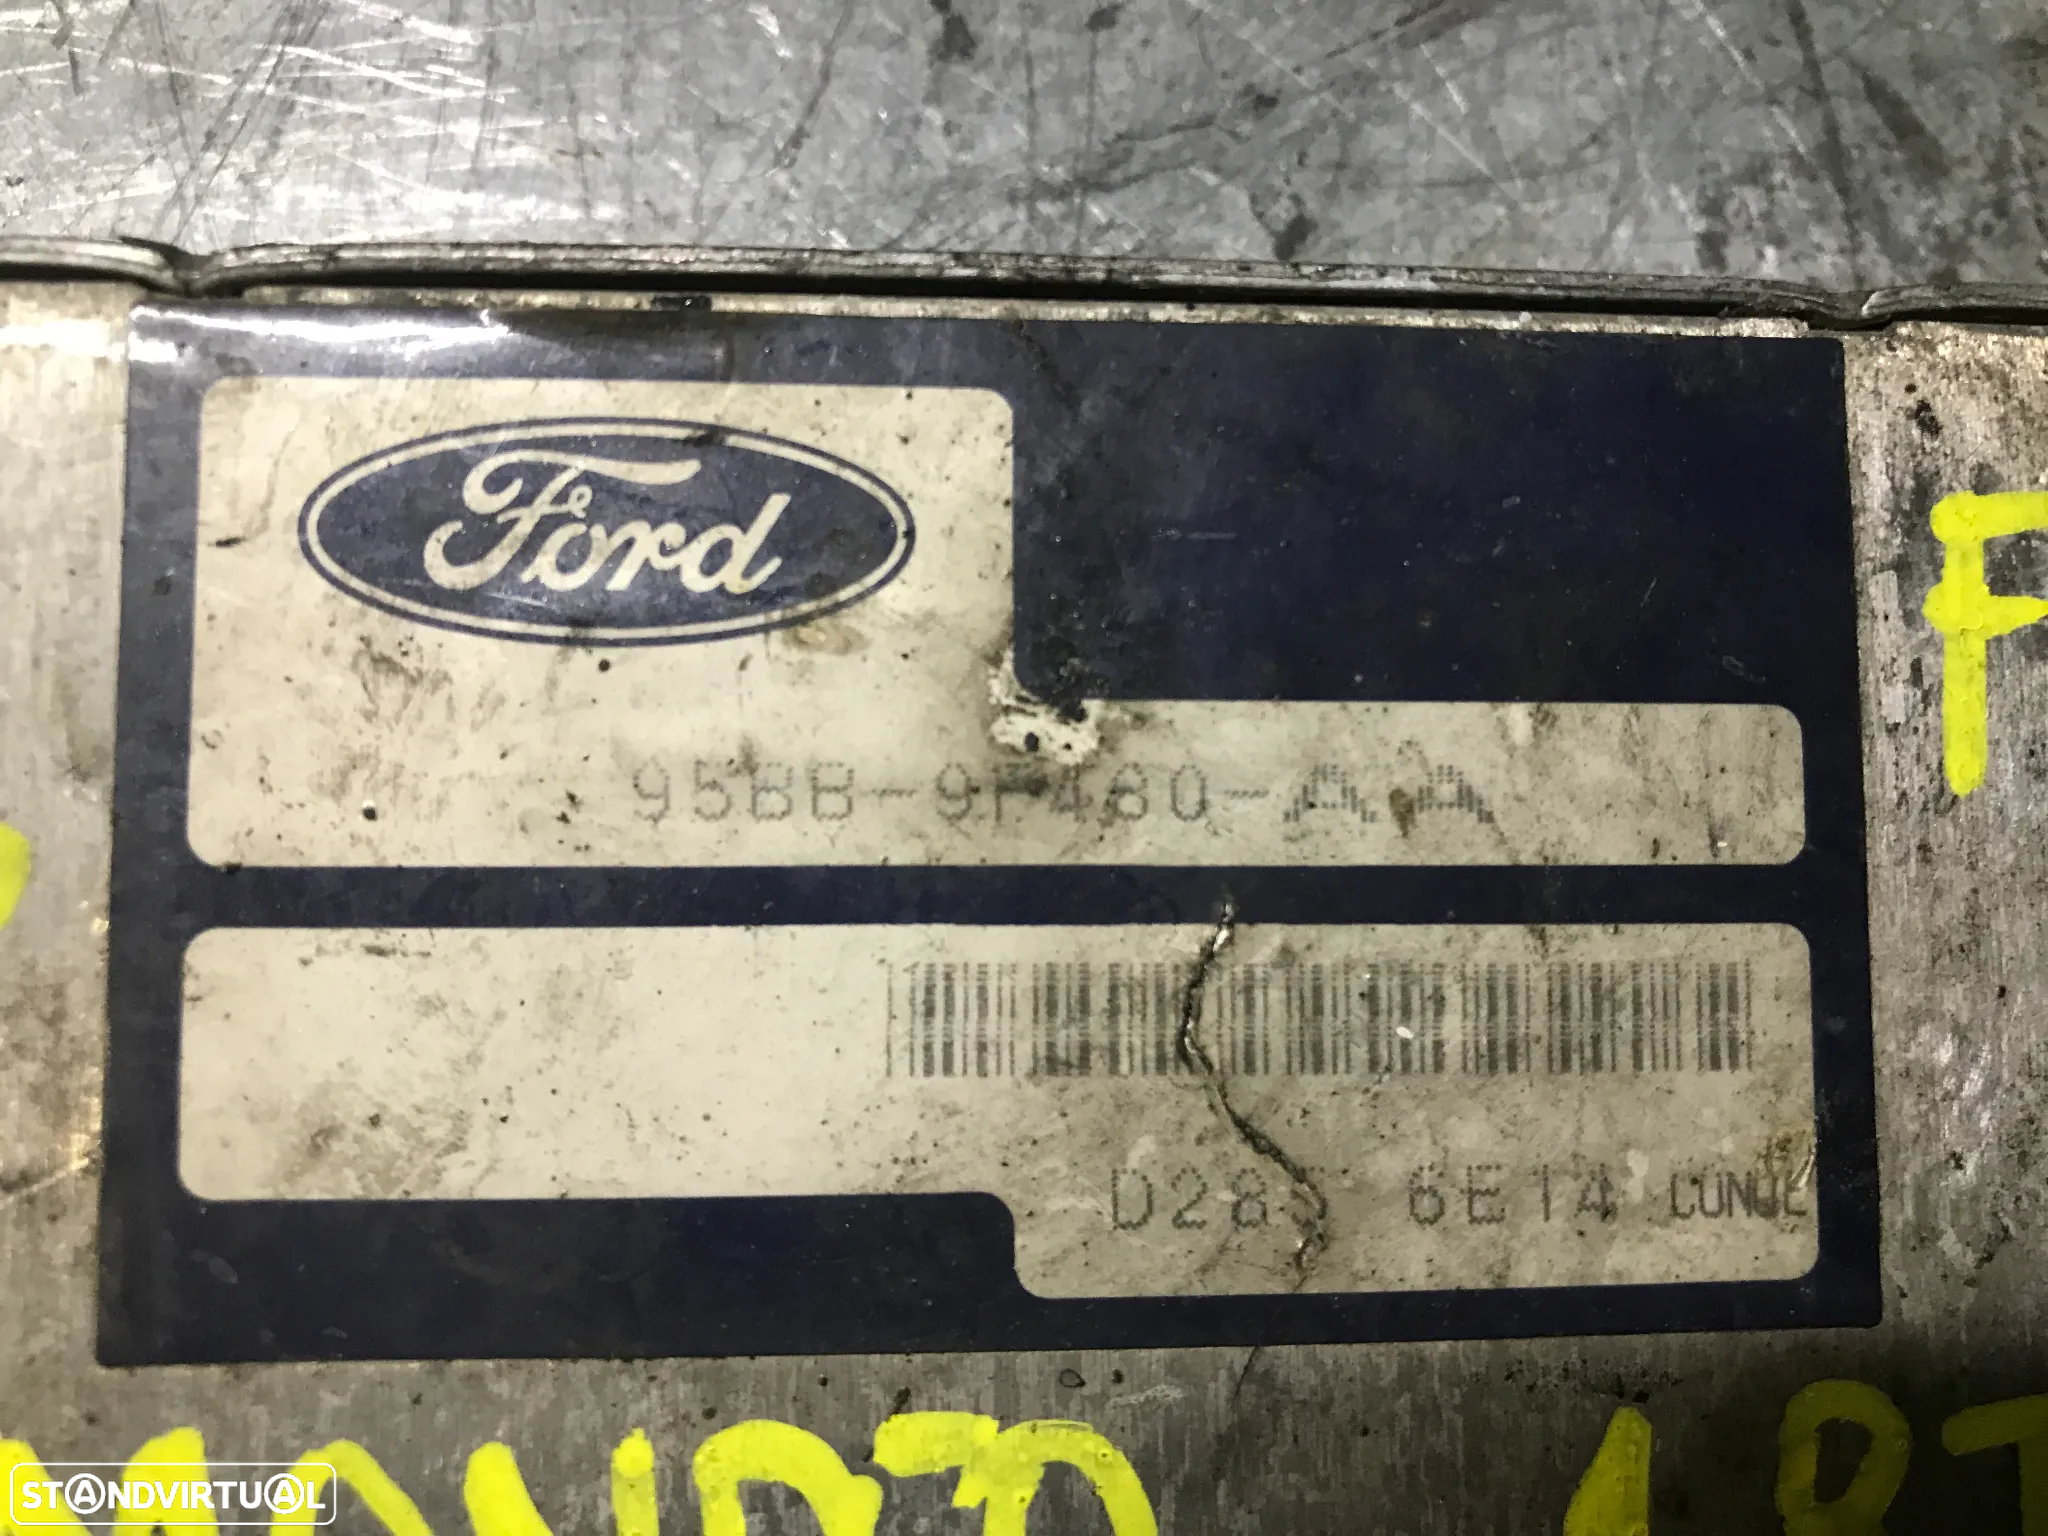 Ford
95BB-9F480-AA
D285 6E14
F
STANDVIRTUAL